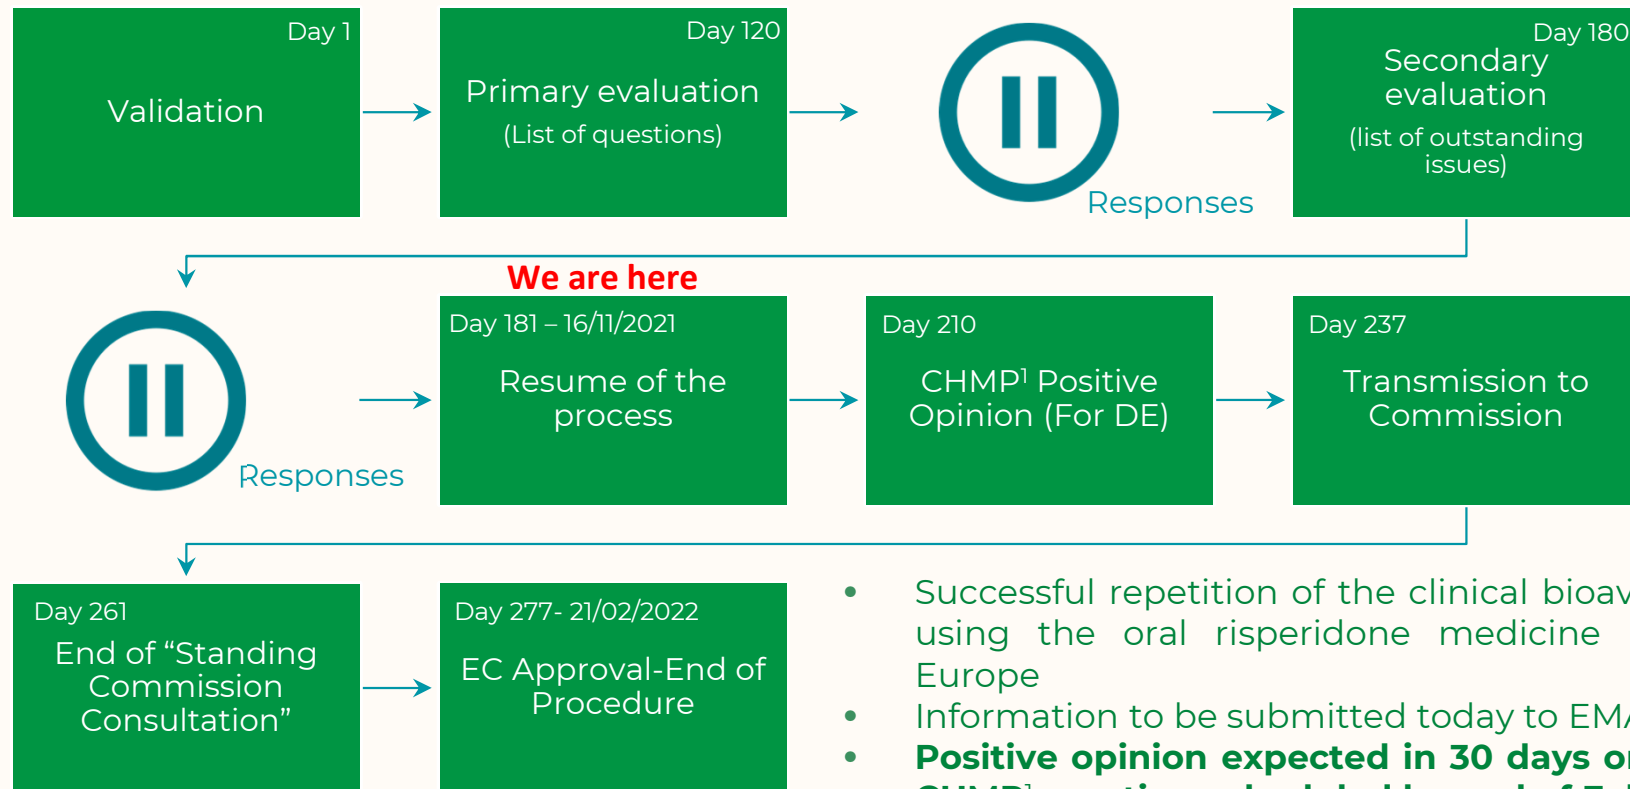 Day 1
Validation
Day 120
Primary evaluation
(List of questions)
Responses
Day 180
Secondary
evaluation
(list of outstanding
issues)
We are here
Responses
Day 181 – 16/11/2021
Resume of the
process
Day 210
CHMP¹ Positive
Opinion (For DE)
Day 237
Transmission to
Commission
Day 261
End of “Standing
Commission
Consultation”
Day 277- 21/02/2022
EC Approval-End of
Procedure
• Successful repetition of the clinical
using the oral risperidone medicine
Europe
• Information to be submitted today to
• Positive opinion expected in 30 days